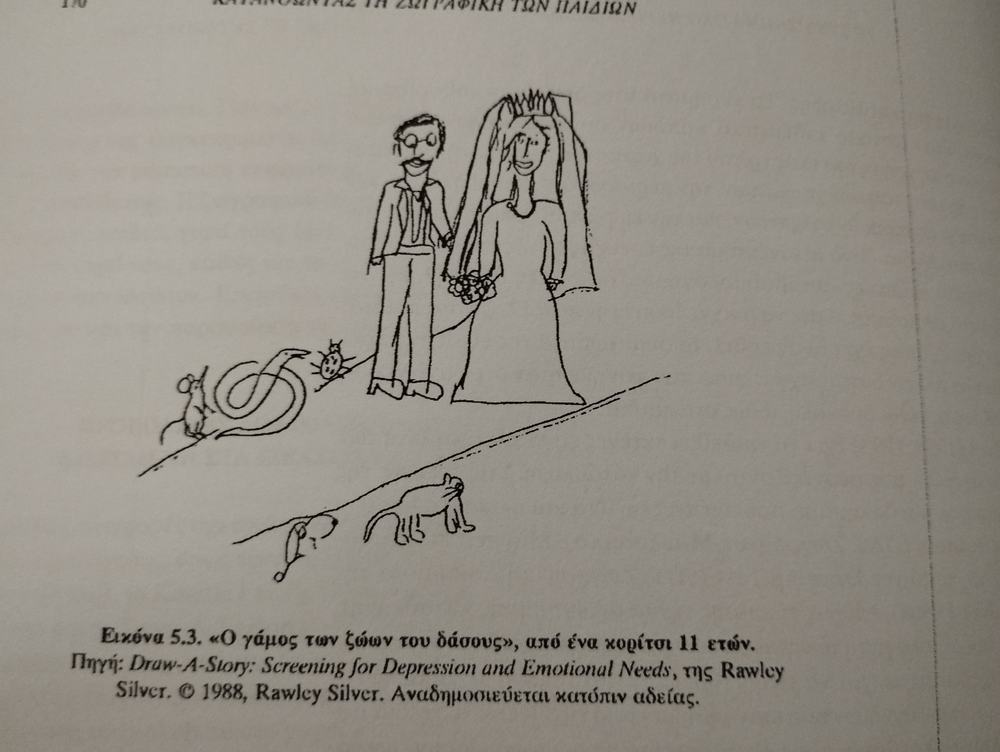 170 ΚΑΤΑΝΟΩΝΤΑΣ ΤΗ ΖΩΓΡΑΦΙΚΗ ΤΩΝ ΠΑΙΔΙΩΝ
Εικόνα 5.3. «Ο γάμος των ζώων του δάσους», από ένα κορίτσι 11 ετών.
Πηγή: Draw-A-Story: Screening for Depression and Emotional Needs, της Rawley
Silver. © 1988, Rawley Silver. Αναδημοσιεύεται κατόπιν αδείας.